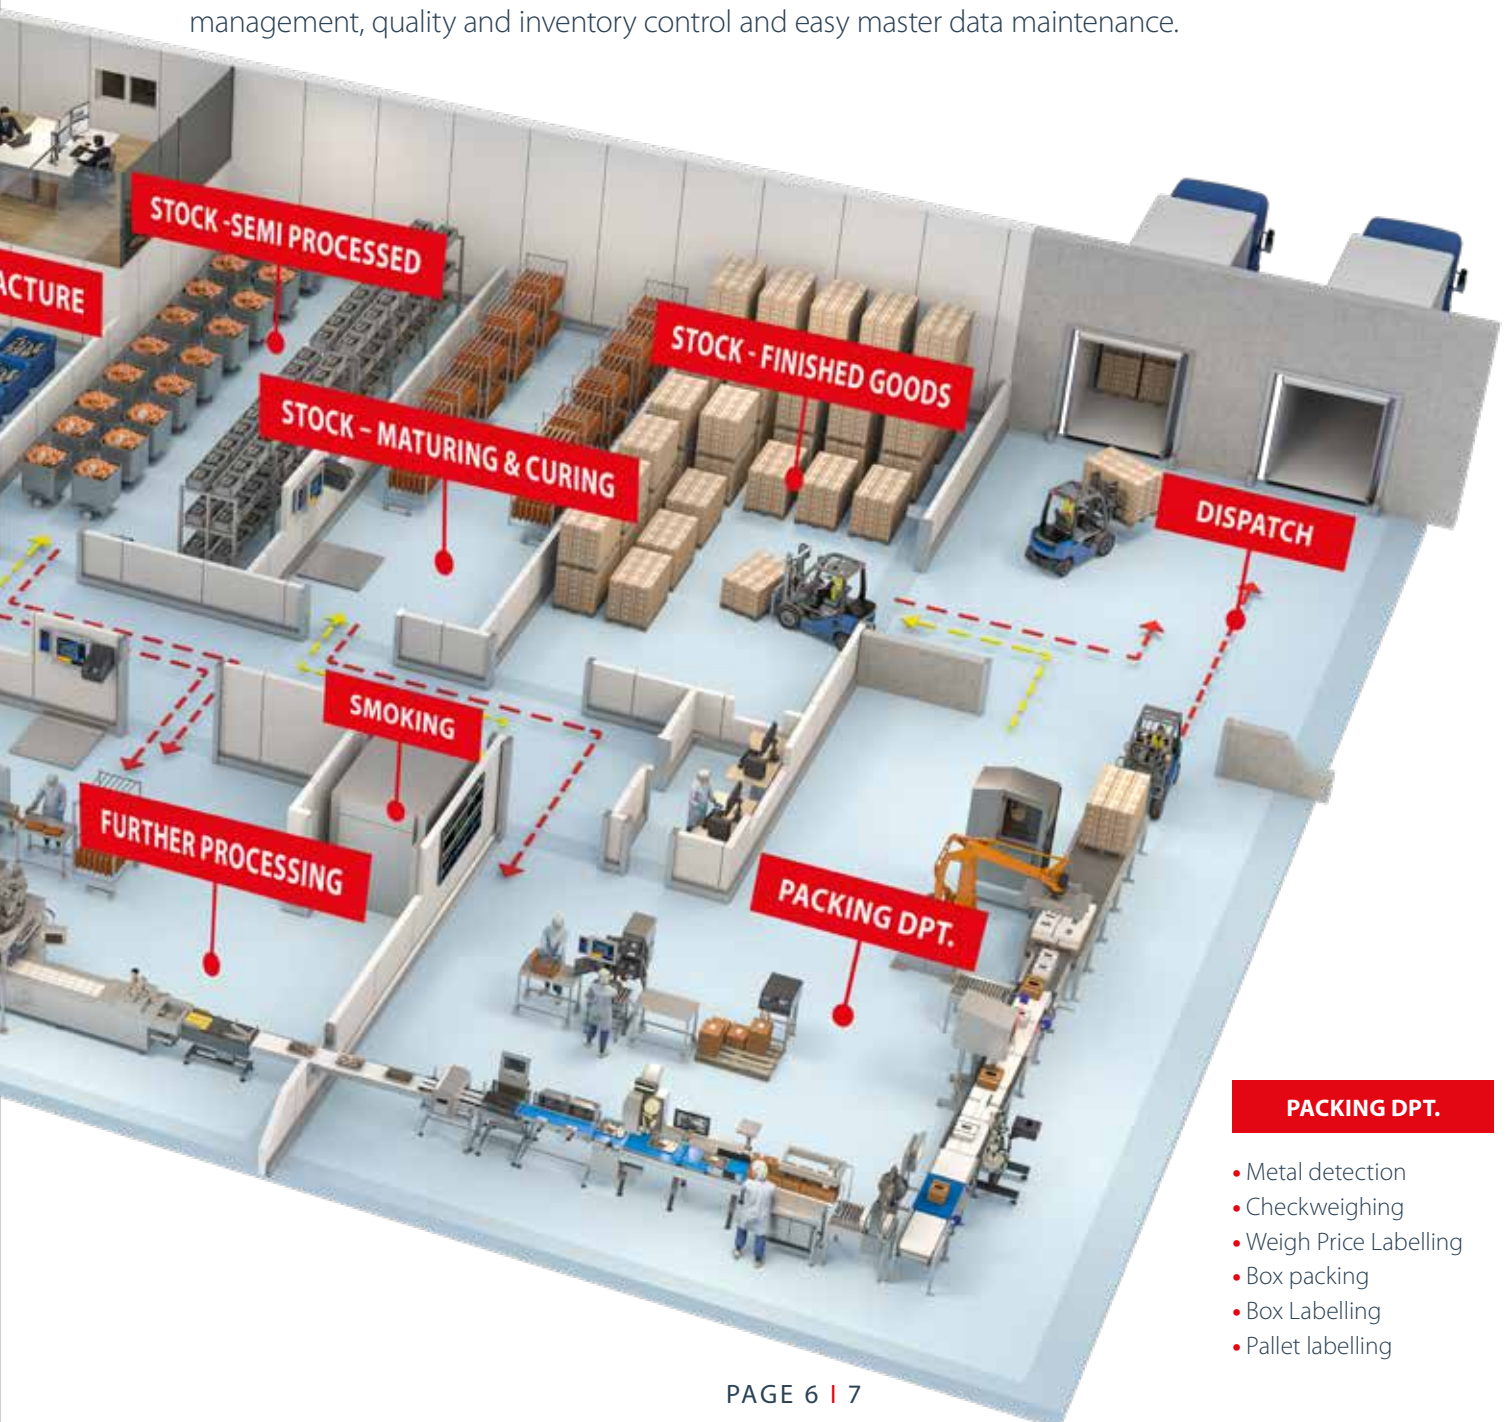 management, quality and inventory control and easy master data maintenance.
STOCK -SEMI PROCESSED
ACTURE
STOCK - FINISHED GOODS
STOCK – MATURING & CURING
DISPATCH
SMOKING
FURTHER PROCESSING
PACKING DPT.
PACKING DPT.
• Metal detection
• Checkweighing
• Weigh Price Labelling
• Box packing
• Box Labelling
• Pallet labelling
PAGE 6 I 7